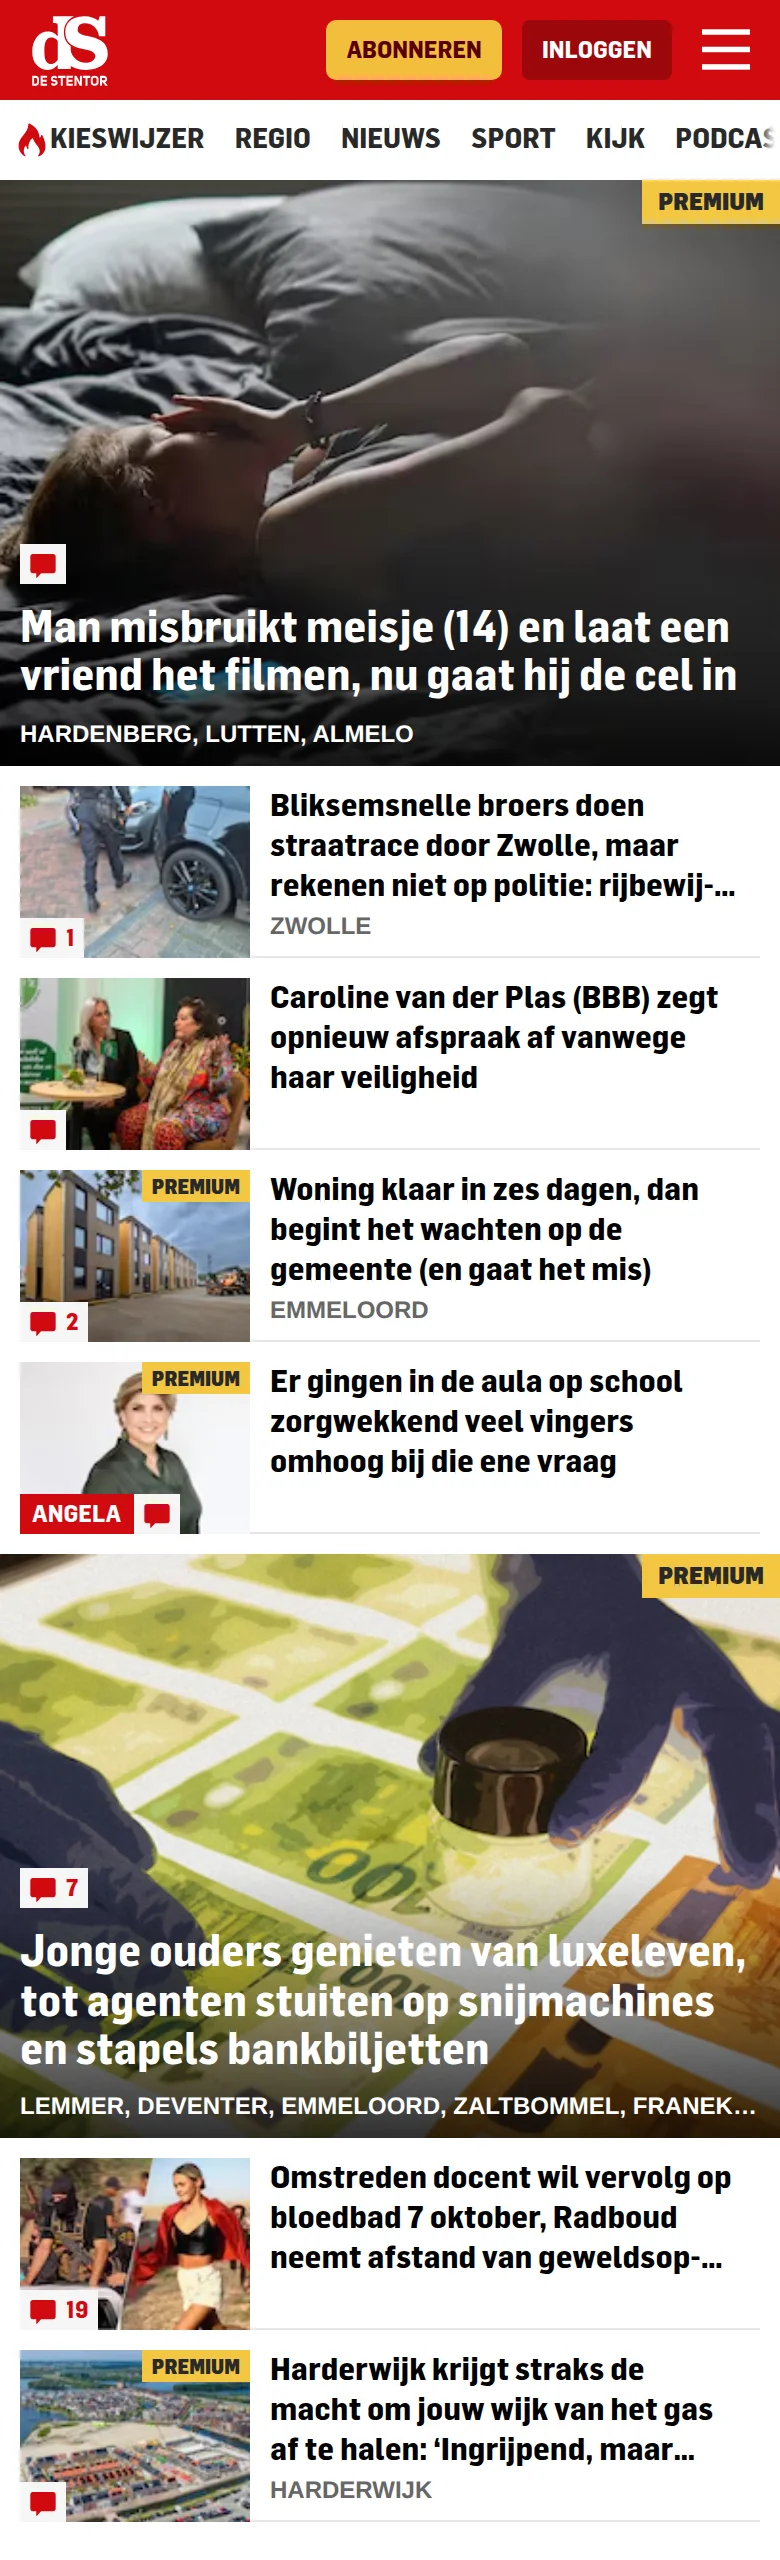 dS
DE STENTOR
ABONNEREN
INLOGGEN
KIESWIJZER REGIO NIEUWS SPORT KIJK PODCAS
PREMIUM
Man misbruikt meisje (14) en laat een
vriend het filmen, nu gaat hij de cel in
HARDENBERG, LUTTEN, ALMELO
Bliksemsnelle broers doen
straatrace door Zwolle, maar
rekenen niet op politie: rijbewij-...
ZWOLLE
1
Caroline van der Plas (BBB) zegt
opnieuw afspraak af vanwege
haar veiligheid
PREMIUM
Woning klaar in zes dagen, dan
begint het wachten op de
gemeente (en gaat het mis)
EMMELOORD
2
PREMIUM
Er gingen in de aula op school
zorgwekkend veel vingers
omhoog bij die ene vraag
ANGELA
PREMIUM
7
Jonge ouders genieten van luxeleven,
tot agenten stuiten op snijmachines
en stapels bankbiljetten
LEMMER, DEVENTER, EMMELOORD, ZALTBOMMEL, FRANEK...
Omstreden docent wil vervolg op
bloedbad 7 oktober, Radboud
neemt afstand van geweldsop-...
19
PREMIUM
Harderwijk krijgt straks de
macht om jouw wijk van het gas
af te halen: ‘Ingrijpend, maar...
HARDERWIJK